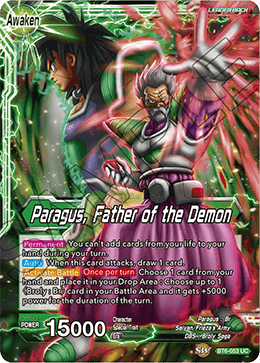 Awaken
LEADER BACK
Paragus, Father of the Demon
Permanent You can't add cards from your life to your
hand during your turn.
Auto When this card attacks, draw 1 card.
Activate Battle Once per turn Choose 1 card from your
hand and place it in your Drop Area: Choose up to 1
‹Broly: Br› card in your Battle Area and it gets +5000
power for the duration of the turn.
POWER 15000
Character Paragus : Br
Special Trait Saiyan/Frieza's Army
Era DBS-Broly Saga
BT6-053 UC